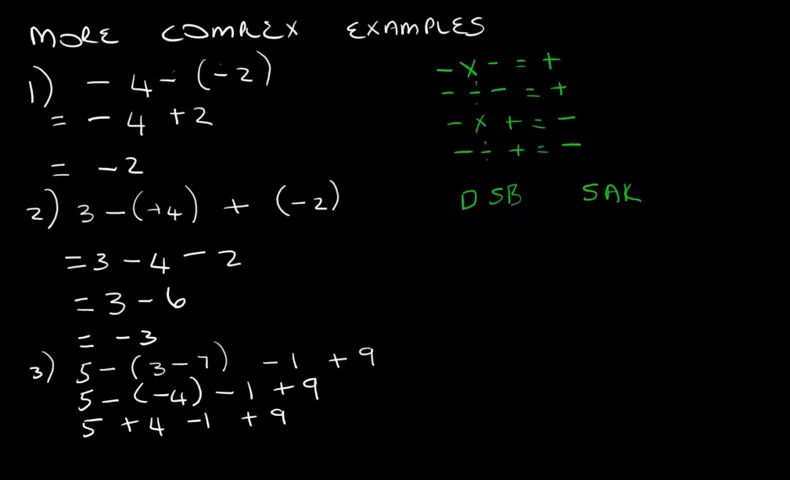 MORE COMPLEX EXAMPLES
1) - 4 - (-2)
= - 4 + 2
= -2
2) 3 - (+4) + (-2)
= 3 - 4 - 2
= 3 - 6
= -3
3) 5 - (3 - 7) - 1 + 9
5 - (-4) - 1 + 9
5 + 4 - 1 + 9
- × - = +
- ÷ - = +
- × + = -
- ÷ + = -
DSB SAK